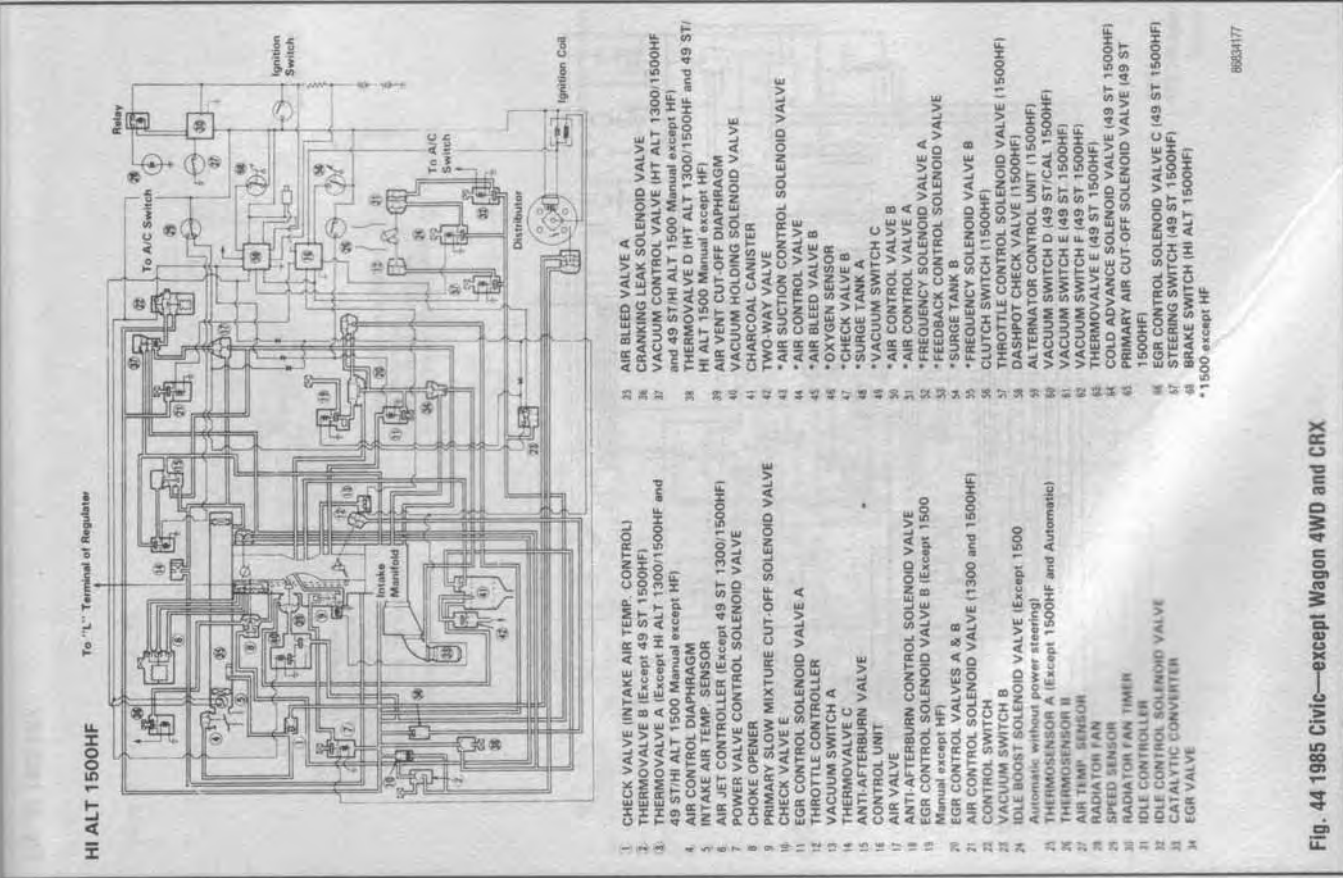 HI ALT 1500HF
To "L" Terminal of Regulater
To A/C Switch
Relay
Ignition
Switch
To A/C
Switch
Distributor
Ignition Coil
Intake
Manifold
1 CHECK VALVE (INTAKE AIR TEMP. CONTROL)
2. THERMOVALVE B (Except 49 ST 1500HF)
3. THERMOVALVE A (Except HI ALT 1300/1500HF and
49 ST/HI ALT 1500 Manual except HF)
4. AIR CONTROL DIAPHRAGM
5. INTAKE AIR TEMP. SENSOR
6. AIR JET CONTROLLER (Except 49 ST 1300/1500HF)
7 POWER VALVE CONTROL SOLENOID VALVE
8 CHOKE OPENER
9 PRIMARY SLOW MIXTURE CUT-OFF SOLENOID VALVE
10 CHECK VALVE E
11 EGR CONTROL SOLENOID VALVE A
12 THROTTLE CONTROLLER
13 VACUUM SWITCH A
14 THERMOVALVE C
15 ANTI-AFTERBURN VALVE
16 CONTROL UNIT
17 AIR VALVE
18 ANTI-AFTERBURN CONTROL SOLENOID VALVE
19 EGR CONTROL SOLENOID VALVE B (Except 1500
Manual except HF)
20 EGR CONTROL VALVES A & B
21 AIR CONTROL SOLENOID VALVE (1300 and 1500HF)
22 CONTROL SWITCH
23 VACUUM SWITCH B
24 IDLE BOOST SOLENOID VALVE (Except 1500
Automatic without power steering)
25 THERMOSENSOR A (Except 1500HF and Automatic)
26 THERMOSENSOR B
27 AIR TEMP. SENSOR
28 RADIATOR FAN
29 SPEED SENSOR
30 RADIATOR FAN TIMER
31 IDLE CONTROLLER
32 IDLE CONTROL SOLENOID VALVE
33 CATALYTIC CONVERTER
34 EGR VALVE
35 AIR BLEED VALVE A
36 CRANKING LEAK SOLENOID VALVE
37 VACUUM CONTROL VALVE (HT ALT 1300/1500HF
and 49 ST/HI ALT 1500 Manual except HF)
38 THERMOVALVE D (HT ALT 1300/1500HF and 49 ST/
HI ALT 1500 Manual except HF)
39 AIR VENT CUT-OFF DIAPHRAGM
40 VACUUM HOLDING SOLENOID VALVE
41 CHARCOAL CANISTER
42 TWO-WAY VALVE
43 *AIR SUCTION CONTROL SOLENOID VALVE
44 *AIR CONTROL VALVE
45 *AIR BLEED VALVE B
46 *OXYGEN SENSOR
47 *CHECK VALVE B
48 *SURGE TANK A
49 *VACUUM SWITCH C
50 *AIR CONTROL VALVE B
51 *AIR CONTROL VALVE A
52 *FREQUENCY SOLENOID VALVE A
53 *FEEDBACK CONTROL SOLENOID VALVE
54 *SURGE TANK B
55 *FREQUENCY SOLENOID VALVE B
56 CLUTCH SWITCH (1500HF)
57 THROTTLE CONTROL SOLENOID VALVE (1500HF)
58 DASHPOT CHECK VALVE (1500HF)
59 ALTERNATOR CONTROL UNIT (1500HF)
60 VACUUM SWITCH D (49 ST/CAL 1500HF)
61 VACUUM SWITCH E (49 ST 1500HF)
62 VACUUM SWITCH F (49 ST 1500HF)
63 THERMOVALVE E (49 ST 1500HF)
64 COLD ADVANCE SOLENOID VALVE (49 ST 1500HF)
65 PRIMARY AIR CUT-OFF SOLENOID VALVE (49 ST
1500HF)
66 EGR CONTROL SOLENOID VALVE C (49 ST 1500HF)
67 STEERING SWITCH (49 ST 1500HF)
68 BRAKE SWITCH (HI ALT 1500HF)
*1500 except HF
86834177
Fig. 44 1985 Civic—except Wagon 4WD and CRX